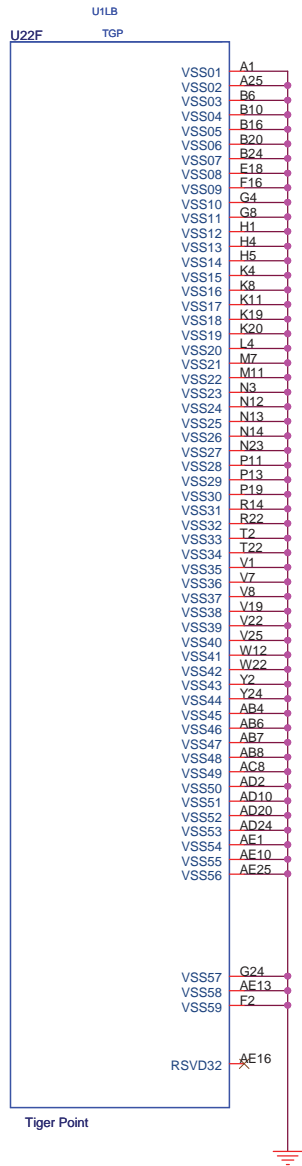 U1LB
U22F TGP
VSS01 A1
VSS02 A25
VSS03 B6
VSS04 B10
VSS05 B16
VSS06 B20
VSS07 B24
VSS08 E18
VSS09 F16
VSS10 G4
VSS11 G8
VSS12 H1
VSS13 H4
VSS14 H5
VSS15 K4
VSS16 K8
VSS17 K11
VSS18 K19
VSS19 K20
VSS20 L4
VSS21 M7
VSS22 M11
VSS23 N3
VSS24 N12
VSS25 N13
VSS26 N14
VSS27 N23
VSS28 P11
VSS29 P13
VSS30 P19
VSS31 R14
VSS32 R22
VSS33 T2
VSS34 T22
VSS35 V1
VSS36 V7
VSS37 V8
VSS38 V19
VSS39 V22
VSS40 V25
VSS41 W12
VSS42 W22
VSS43 Y2
VSS44 Y24
VSS45 AB4
VSS46 AB6
VSS47 AB7
VSS48 AB8
VSS49 AC8
VSS50 AD2
VSS51 AD10
VSS52 AD20
VSS53 AD24
VSS54 AE1
VSS55 AE10
VSS56 AE25
VSS57 G24
VSS58 AE13
VSS59 F2
RSVD32 AE16
Tiger Point